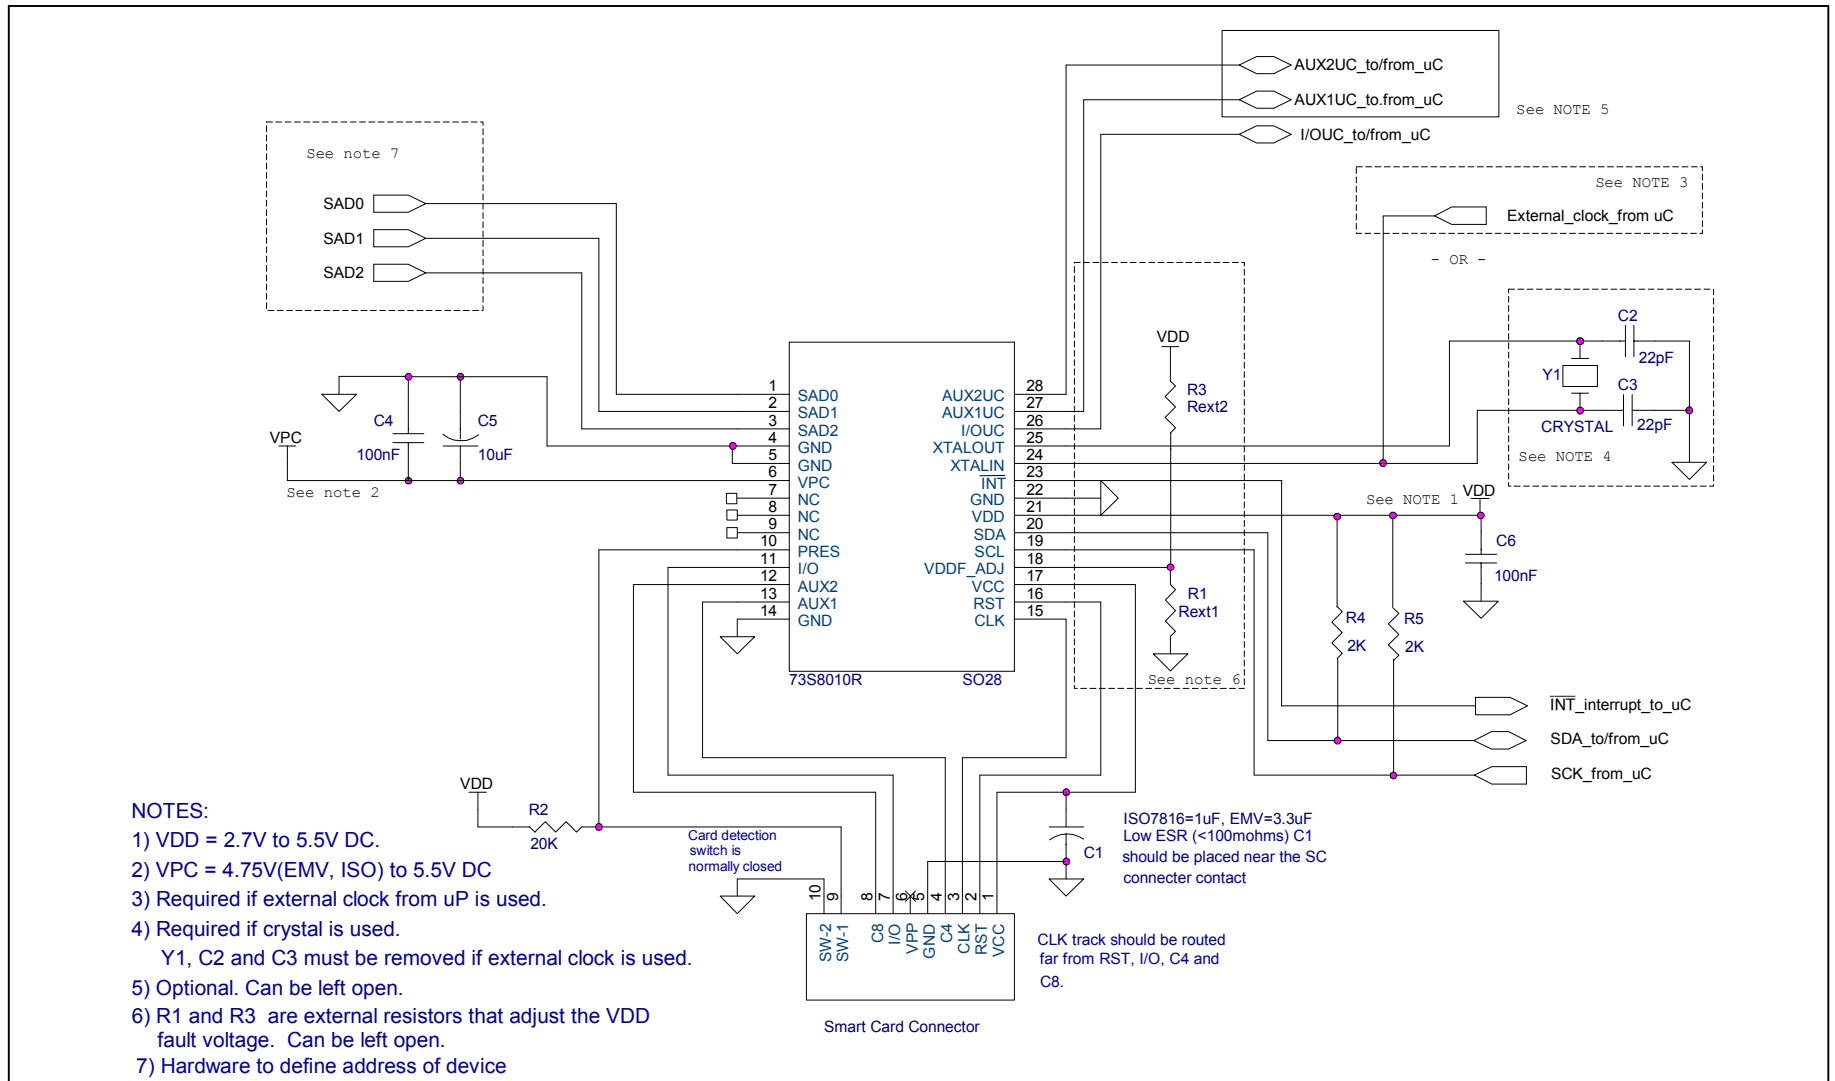 AUX2UC_to/from_uC
AUX1UC_to.from_uC
See NOTE 5
I/OUC_to/from_uC
See note 7
SAD0
SAD1
SAD2
See NOTE 3
External_clock_from uC
- OR -
VDD
R3
Rext2
C2
22pF
Y1
C3
22pF
CRYSTAL
See NOTE 4
C4
100nF
C5
10uF
VPC
See note 2
1
2
3
4
5
6
7
8
9
10
11
12
13
14
SAD0
SAD1
SAD2
GND
GND
VPC
NC
NC
NC
PRES
I/O
AUX2
AUX1
GND
AUX2UC
AUX1UC
I/OUC
XTALOUT
XTALIN
INT
GND
VDD
SDA
SCL
VDDF_ADJ
VCC
RST
CLK
28
27
26
25
24
23
22
21
20
19
18
17
16
15
73S8010R
SO28
See NOTE 1
VDD
C6
100nF
R1
Rext1
See note 6
R4
2K
R5
2K
INT_interrupt_to_uC
SDA_to/from_uC
SCK_from_uC
VDD
R2
20K
Card detection
switch is
normally closed
C1
ISO7816=1uF, EMV=3.3uF
Low ESR (<100mohms) C1
should be placed near the SC
connecter contact
10
9
8
7
6
5
4
3
2
1
SW-2
SW-1
C8
I/O
VPP
GND
C4
CLK
RST
VCC
CLK track should be routed
far from RST, I/O, C4 and
C8.
Smart Card Connector
NOTES:
1) VDD = 2.7V to 5.5V DC.
2) VPC = 4.75V(EMV, ISO) to 5.5V DC
3) Required if external clock from uP is used.
4) Required if crystal is used.
Y1, C2 and C3 must be removed if external clock is used.
5) Optional. Can be left open.
6) R1 and R3 are external resistors that adjust the VDD
fault voltage. Can be left open.
7) Hardware to define address of device